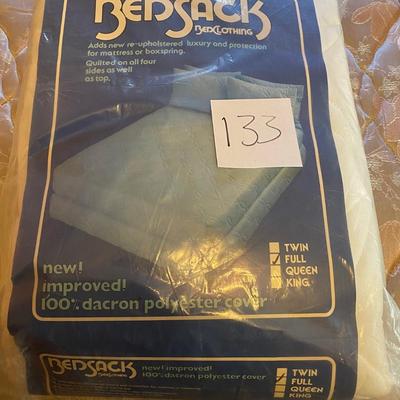 BEDSACK
BEDCLOTHING
Adds new re-upholstered luxury and protection
for mattress or boxspring.
Quilted on all four
sides as well
as top.
133
TWIN
FULL
QUEEN
KING
new!
improved!
100% dacron polyester cover
BEDSACK
new! improved!
100% dacron polyester cover
TWIN
FULL
QUEEN
KING